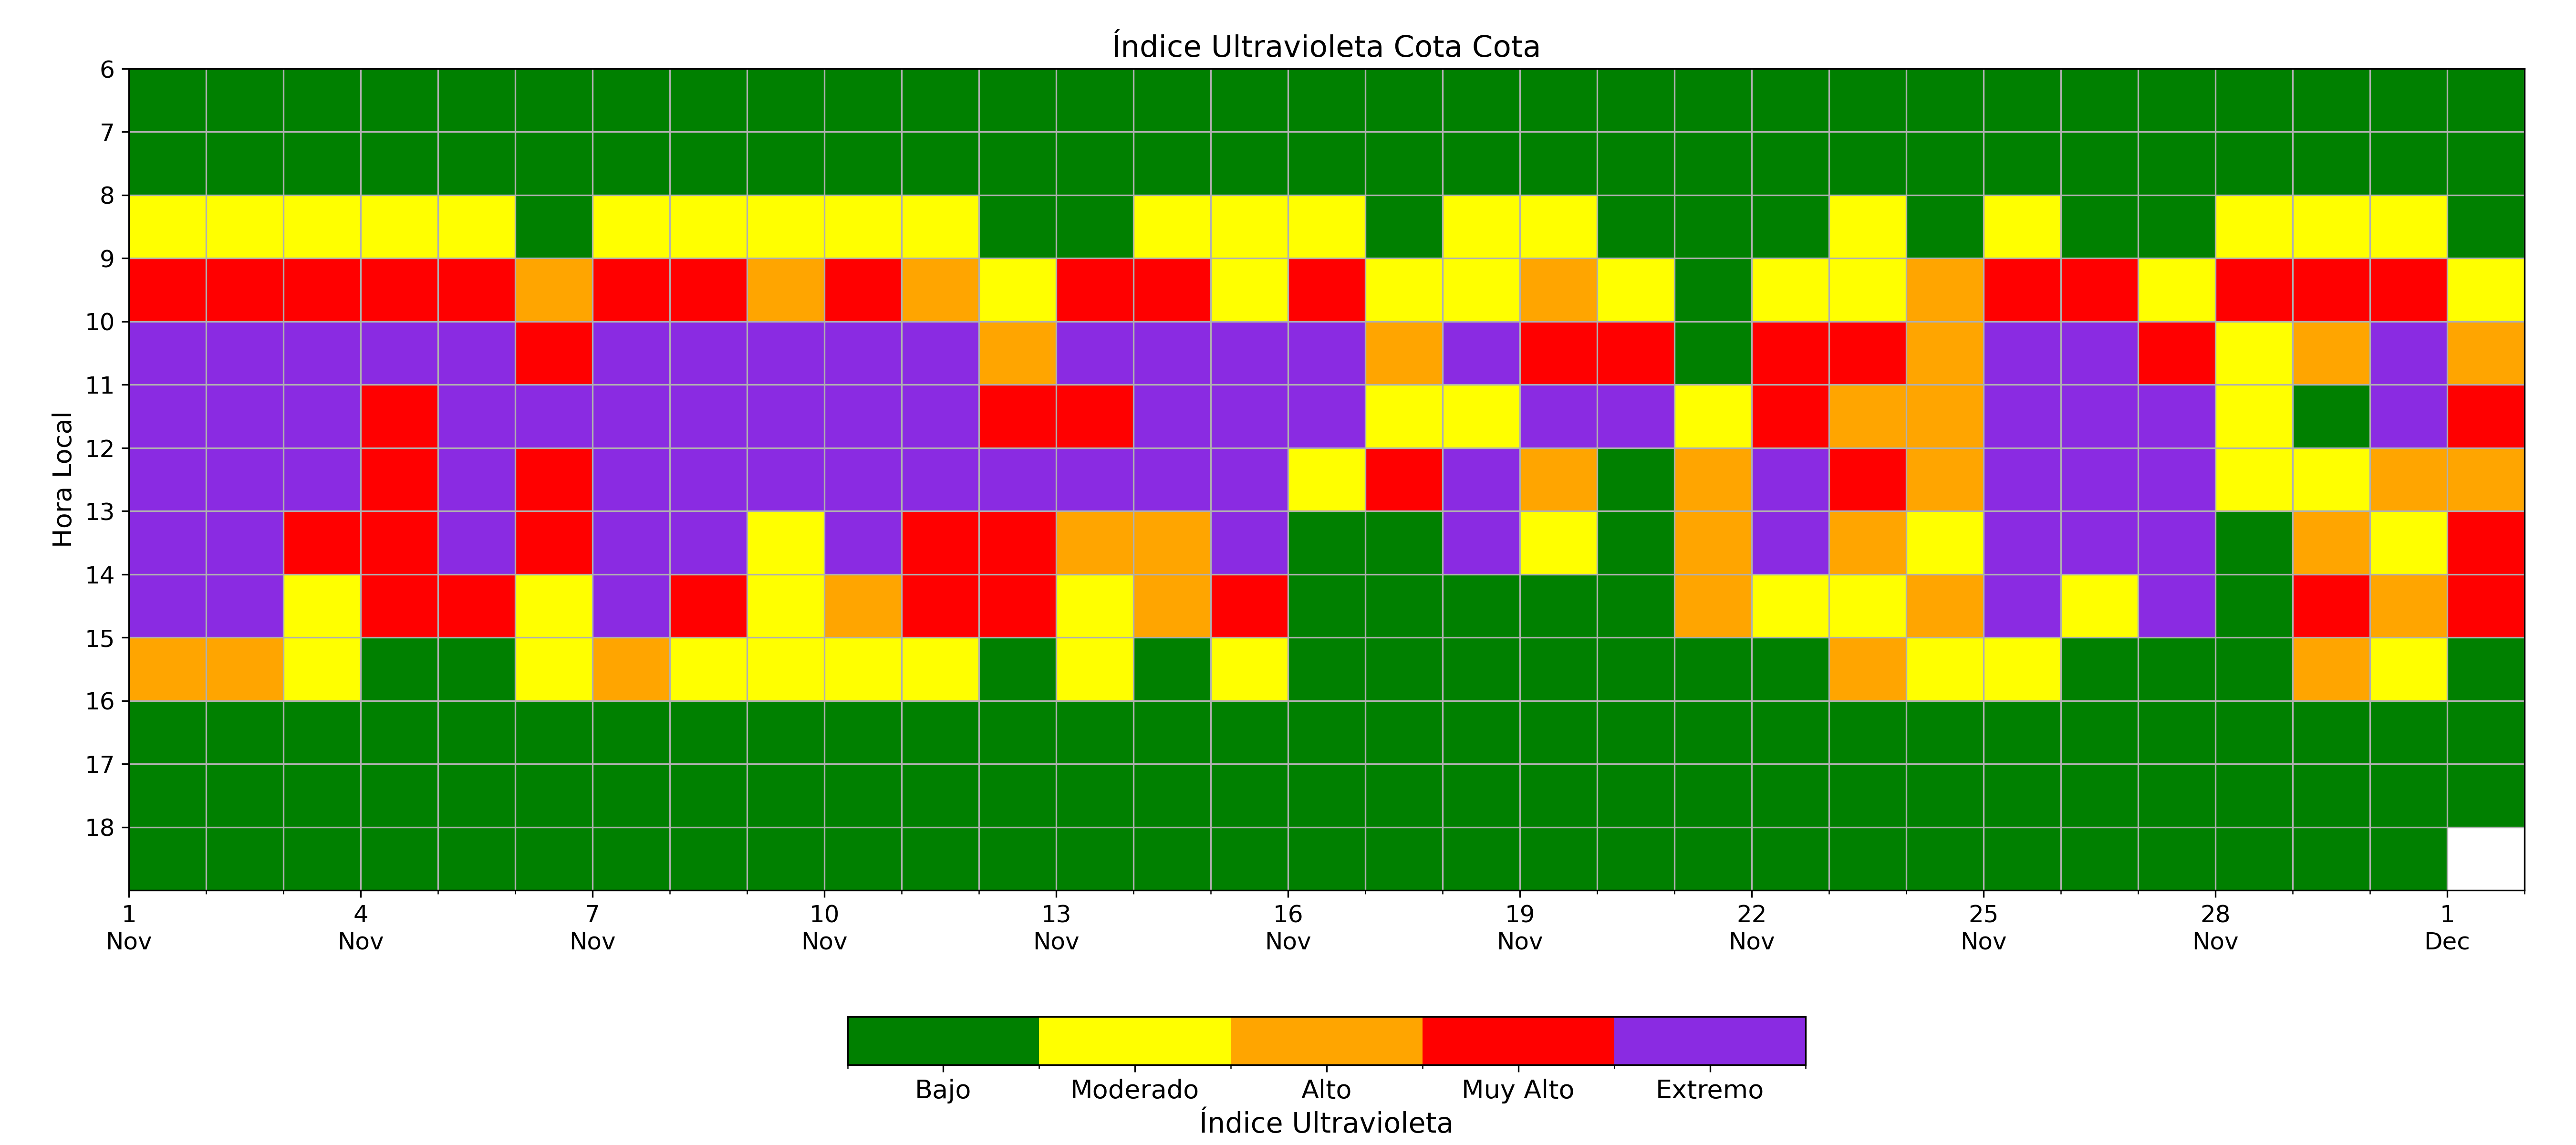 Índice Ultravioleta Cota Cota
Hora Local
6
7
8
9
10
11
12
13
14
15
16
17
18
1 4 7 10 13 16 19 22 25 28 1
Nov Nov Nov Nov Nov Nov Nov Nov Nov Nov Dec
Bajo Moderado Alto Muy Alto Extremo
Índice Ultravioleta